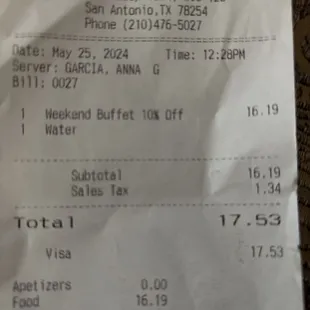 San Antonio,TX 78254
Phone (210)476-5027
Date: May 25, 2024 Time: 12:28PM
Server: GARCIA, ANNA G
Bill: 0027
1 Weekend Buffet 10% Off 16.19
1 Water
Subtotal 16.19
Sales Tax 1.34
Total 17.53
Visa 17.53
Apetizers 0.00
Food 16.19